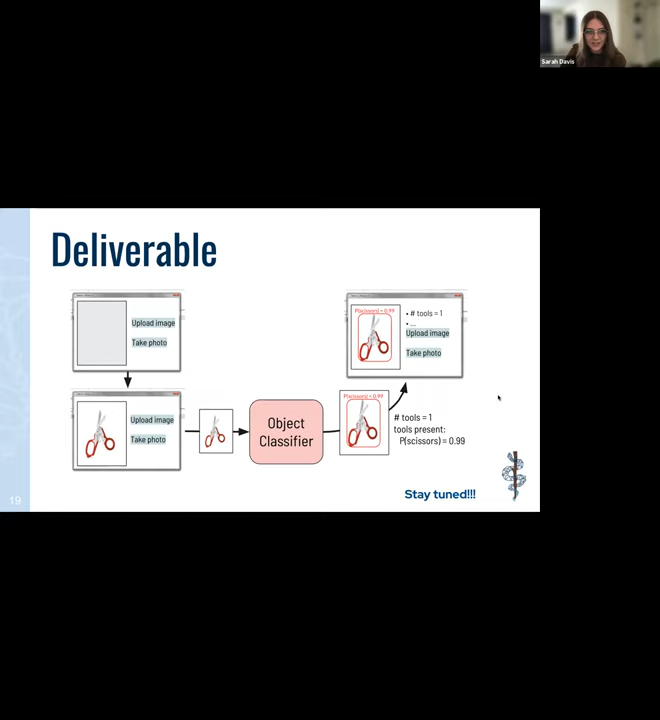 Sarah Davis
Deliverable
Upload image
Take photo
P(scissors) = 0.99
• # tools = 1
• ...
Upload image
Take photo
Upload image
Take photo
Object
Classifier
P(scissors) = 0.99
# tools = 1
tools present:
P(scissors) = 0.99
Stay tuned!!!
19